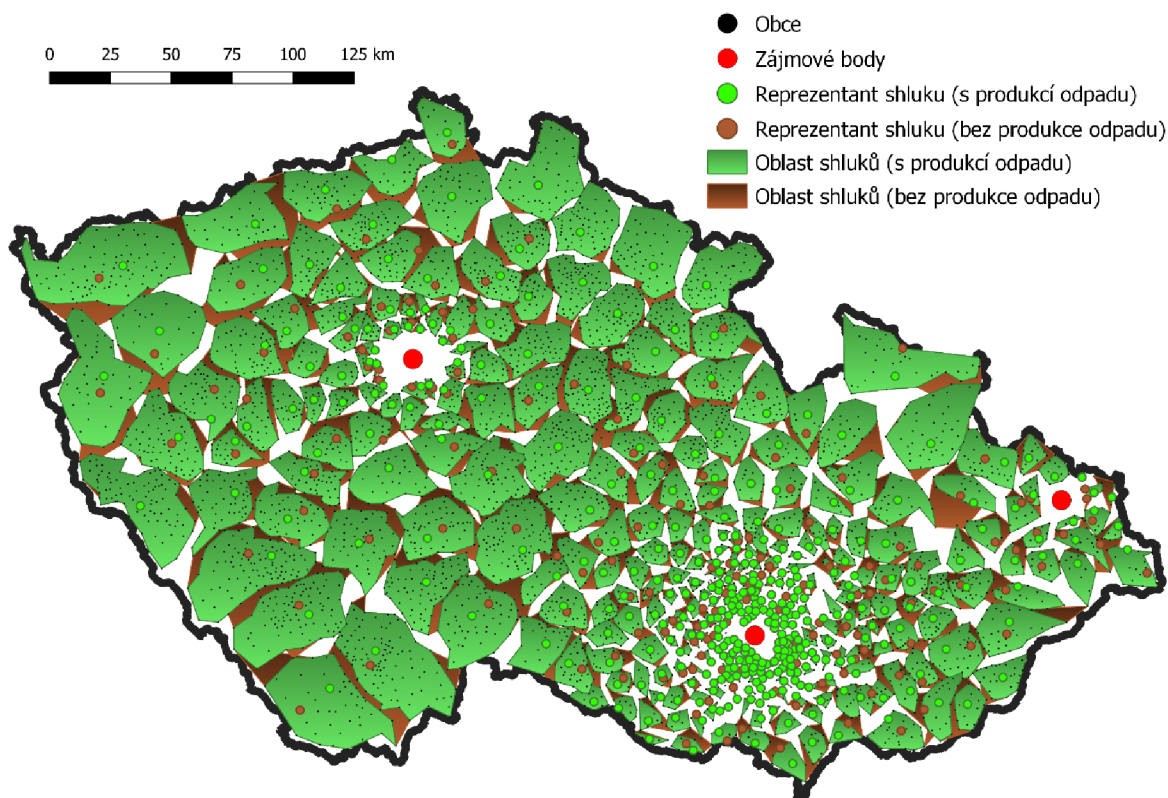 0 25 50 75 100 125 km
Obce
Zájmové body
Reprezentant shluku (s produkcí odpadu)
Reprezentant shluku (bez produkce odpadu)
Oblast shluků (s produkcí odpadu)
Oblast shluků (bez produkce odpadu)